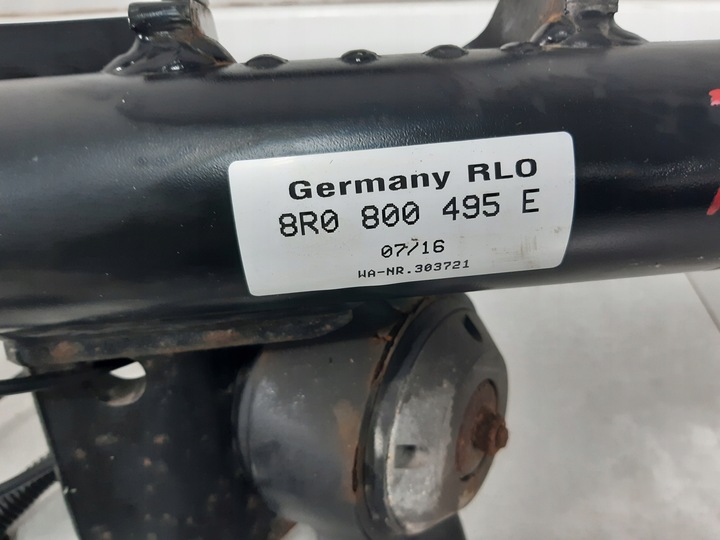 Germany RLO
8R0 800 495 E
07/16
WA-NR.303721